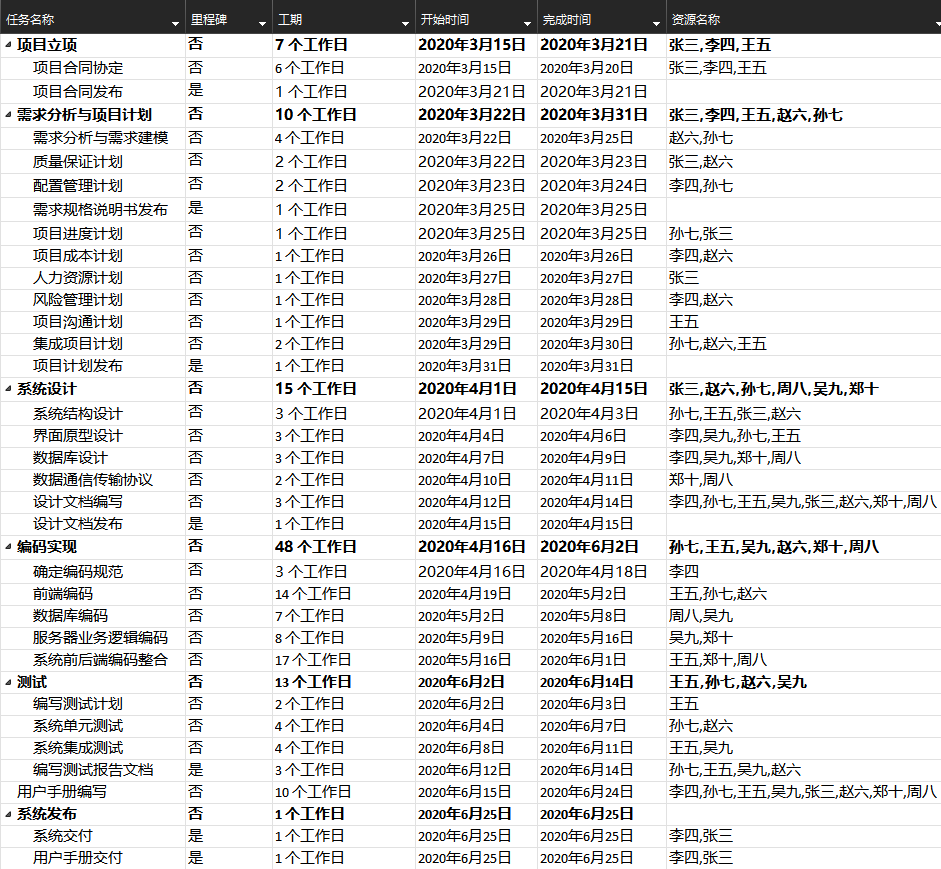 任务名称 里程碑 工期 开始时间 完成时间 资源名称
项目立项 否 7 个工作日 2020年3月15日 2020年3月21日 张三,李四,王五
项目合同协定 否 6 个工作日 2020年3月15日 2020年3月20日 张三,李四,王五
项目合同发布 是 1 个工作日 2020年3月21日 2020年3月21日
需求分析与项目计划 否 10 个工作日 2020年3月22日 2020年3月31日 张三,李四,王五,赵六,孙七
需求分析与需求建模 否 4 个工作日 2020年3月22日 2020年3月25日 赵六,孙七
质量保证计划 否 2 个工作日 2020年3月22日 2020年3月23日 张三,赵六
配置管理计划 否 2 个工作日 2020年3月23日 2020年3月24日 李四,孙七
需求规格说明书发布 是 1 个工作日 2020年3月25日 2020年3月25日
项目进度计划 否 1 个工作日 2020年3月25日 2020年3月25日 孙七,张三
项目成本计划 否 1 个工作日 2020年3月26日 2020年3月26日 李四,赵六
人力资源计划 否 1 个工作日 2020年3月27日 2020年3月27日 张三
风险管理计划 否 1 个工作日 2020年3月28日 2020年3月28日 李四,赵六
项目沟通计划 否 1 个工作日 2020年3月29日 2020年3月29日 王五
集成项目计划 否 2 个工作日 2020年3月29日 2020年3月30日 孙七,赵六,王五
项目计划发布 是 1 个工作日 2020年3月31日 2020年3月31日
系统设计 否 15 个工作日 2020年4月1日 2020年4月15日 张三,赵六,孙七,周八,吴九,郑十
系统结构设计 否 3 个工作日 2020年4月1日 2020年4月3日 孙七,王五,张三,赵六
界面原型设计 否 3 个工作日 2020年4月4日 2020年4月6日 李四,吴九,孙七,王五
数据库设计 否 3 个工作日 2020年4月7日 2020年4月9日 李四,吴九,郑十,周八
数据通信传输协议 否 2 个工作日 2020年4月10日 2020年4月11日 郑十,周八
设计文档编写 否 3 个工作日 2020年4月12日 2020年4月14日 李四,孙七,王五,吴九,张三,赵六,郑十,周八
设计文档发布 是 1 个工作日 2020年4月15日 2020年4月15日
编码实现 否 48 个工作日 2020年4月16日 2020年6月2日 孙七,王五,吴九,赵六,郑十,周八
确定编码规范 否 3 个工作日 2020年4月16日 2020年4月18日 李四
前端编码 否 14 个工作日 2020年4月19日 2020年5月2日 王五,孙七,赵六
数据库编码 否 7 个工作日 2020年5月2日 2020年5月8日 周八,吴九
服务器业务逻辑编码 否 8 个工作日 2020年5月9日 2020年5月16日 吴九,郑十
系统前后端编码整合 否 17 个工作日 2020年5月16日 2020年6月1日 王五,郑十,周八
测试 否 13 个工作日 2020年6月2日 2020年6月14日 王五,孙七,赵六,吴九
编写测试计划 否 2 个工作日 2020年6月2日 2020年6月3日 王五
系统单元测试 否 4 个工作日 2020年6月4日 2020年6月7日 孙七,赵六
系统集成测试 否 4 个工作日 2020年6月8日 2020年6月11日 王五,吴九
编写测试报告文档 是 3 个工作日 2020年6月12日 2020年6月14日 孙七,王五,吴九,赵六
用户手册编写 否 10 个工作日 2020年6月15日 2020年6月24日 李四,孙七,王五,吴九,张三,赵六,郑十,周八
系统发布 否 1 个工作日 2020年6月25日 2020年6月25日
系统交付 是 1 个工作日 2020年6月25日 2020年6月25日 李四,张三
用户手册交付 是 1 个工作日 2020年6月25日 2020年6月25日 李四,张三